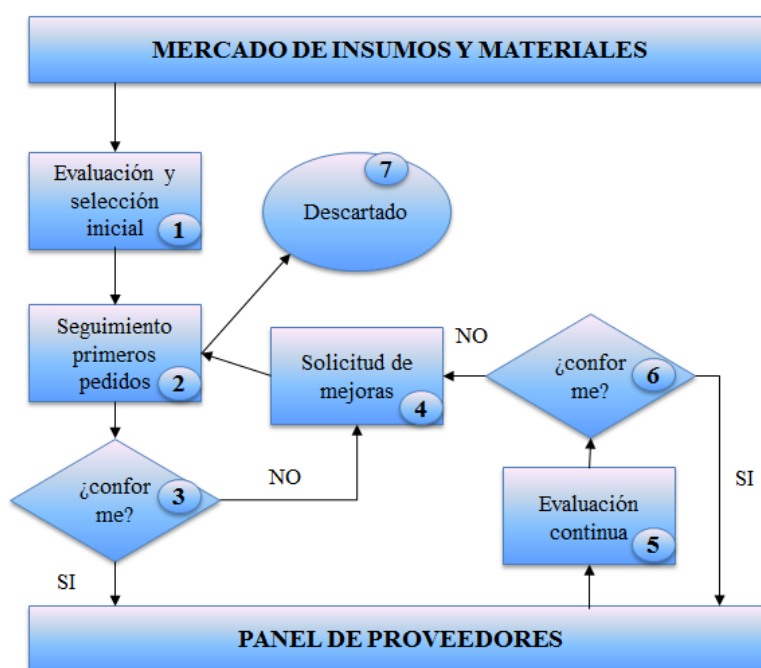 MERCADO DE INSUMOS Y MATERIALES
Evaluación y
selección
inicial
1
7
Descartado
Seguimiento
primeros
pedidos
2
Solicitud de
mejoras
4
NO
¿confor
me?
6
¿confor
me?
3
NO
SI
Evaluación
continua
5
SI
PANEL DE PROVEEDORES